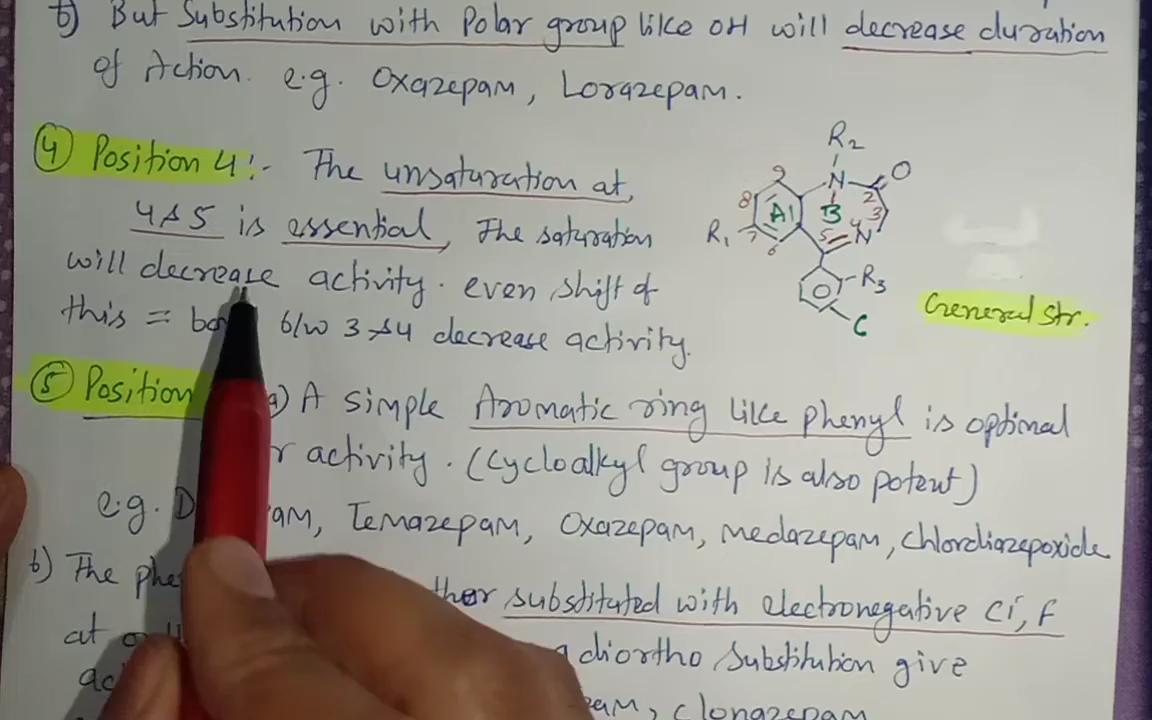 b) But Substitution with Polar group like OH will decrease duration
of Action. e.g. Oxazepam, Lorazepam.
④ Position 4:- The unsaturation at
4 & 5 is essential, The saturation
will decrease activity. even shift of
this = b/w 3 & 4 decrease activity.
R2
N
O
9
8
A
1
B
2
3
R1
7
6
5
4
N
R3
C
General Str.
⑤ Position a) A simple Aromatic ring like phenyl is optimal
activity. (Cycloalkyl group is also potent)
e.g. Temazepam, Oxazepam, medazepam, chlordiazepoxide
b) The substituted with electronegative Cl, F
at diortho substitution give
clonazepam